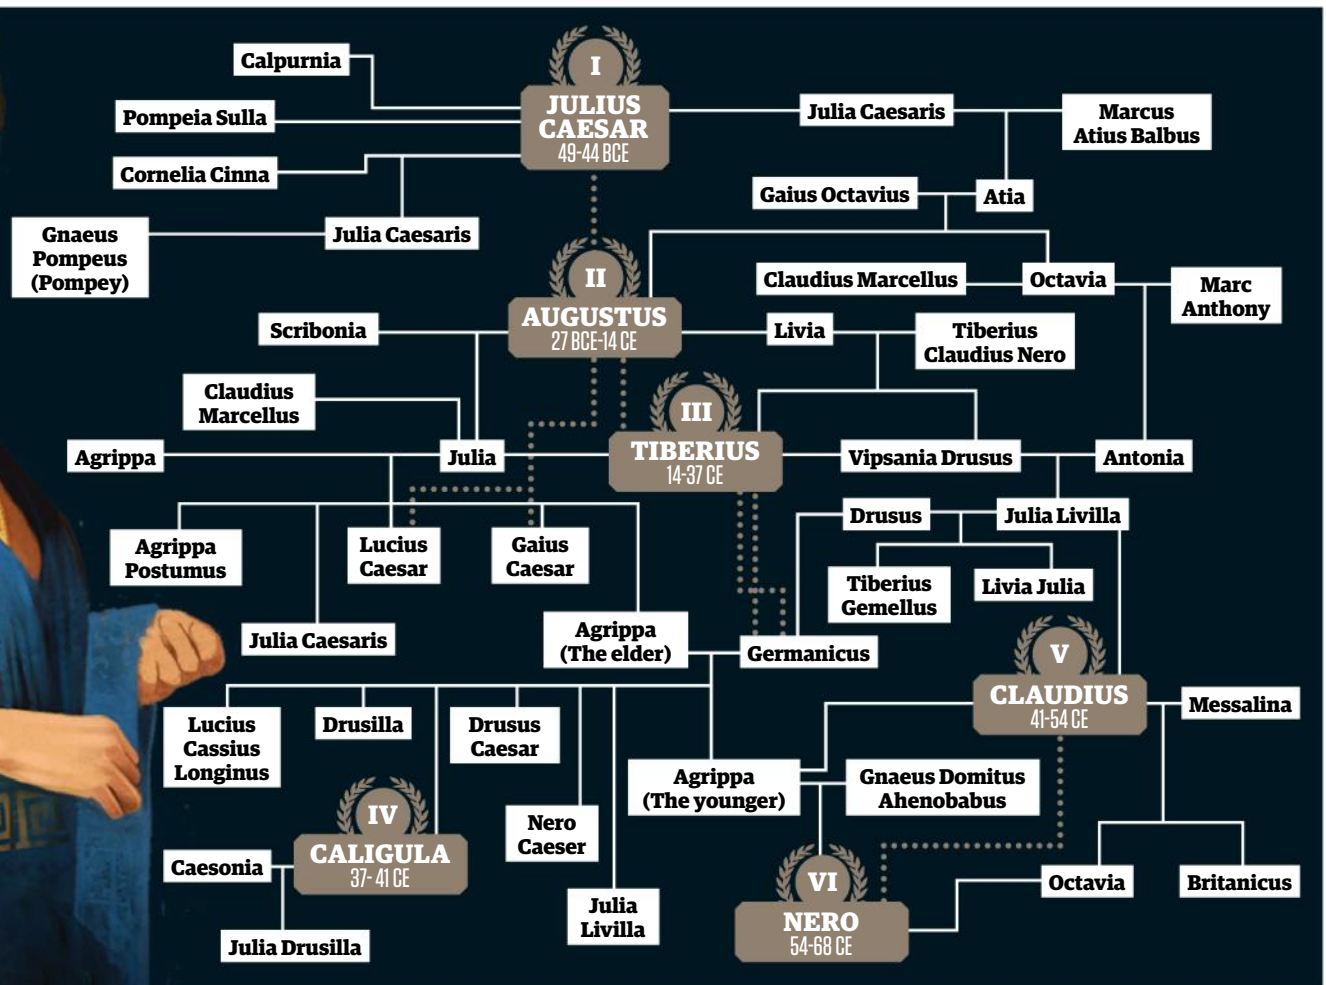 Calpurnia
I
JULIUS
CAESAR
49-44 BCE
Pompeia Sulla
Julia Caesaris
Marcus
Atius Balbus
Cornelia Cinna
Gaius Octavius
Atia
Gnaeus
Pompeus
(Pompey)
Julia Caesaris
II
AUGUSTUS
27 BCE-14 CE
Claudius Marcellus
Octavia
Marc
Anthony
Scribonia
Livia
Tiberius
Claudius Nero
Claudius
Marcellus
III
TIBERIUS
14-37 CE
Agrippa
Julia
Vipsania Drusus
Antonia
Drusus
Julia Livilla
Agrippa
Postumus
Lucius
Caesar
Gaius
Caesar
Tiberius
Gemellus
Livia Julia
Julia Caesaris
Agrippa
(The elder)
Germanicus
V
CLAUDIUS
41-54 CE
Messalina
Lucius
Cassius
Longinus
Drusilla
Drusus
Caesar
Agrippa
(The younger)
Gnaeus Domitus
Ahenobabus
IV
CALIGULA
37- 41 CE
Nero
Caeser
Caesonia
Julia
Livilla
VI
NERO
54-68 CE
Octavia
Britanicus
Julia Drusilla